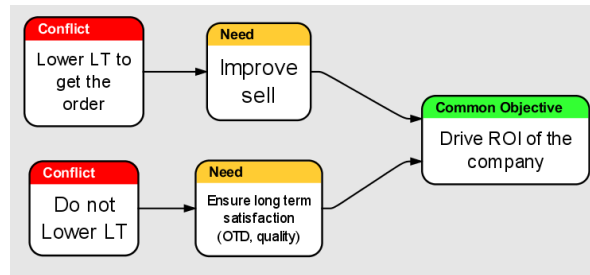 Conflict
Lower LT to
get the
order
Need
Improve
sell
Common Objective
Drive ROI of the
company
Conflict
Do not
Lower LT
Need
Ensure long term
satisfaction
(OTD, quality)